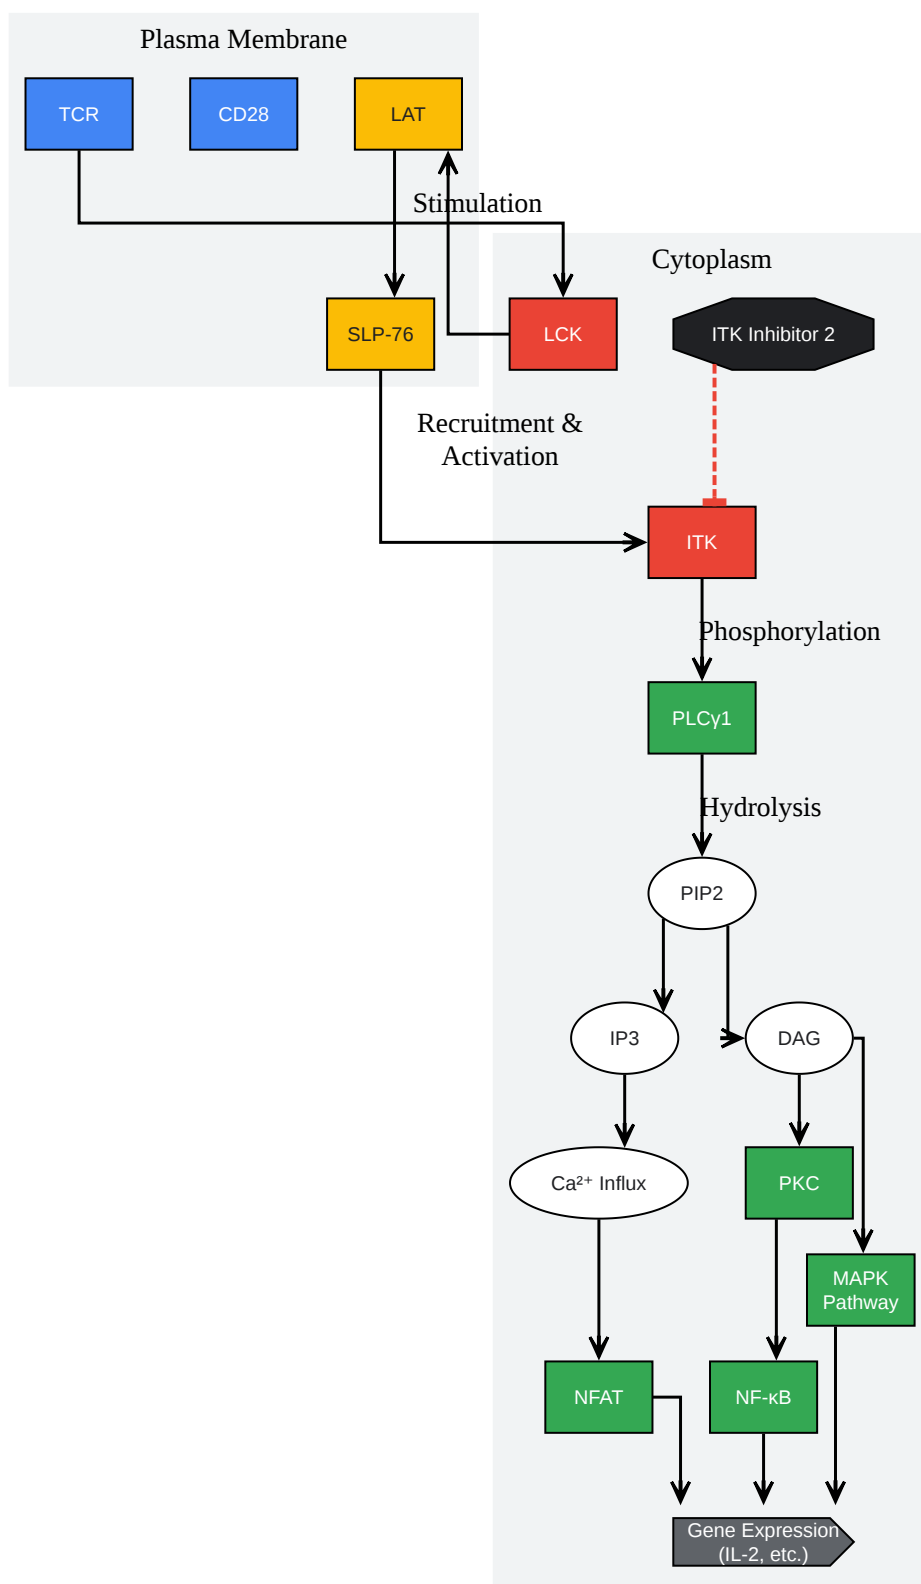 Plasma Membrane
TCR
CD28
LAT
Stimulation
Cytoplasm
SLP-76
LCK
ITK Inhibitor 2
Recruitment &
Activation
ITK
Phosphorylation
PLCγ1
Hydrolysis
PIP2
IP3
DAG
Ca²⁺ Influx
PKC
MAPK
Pathway
NFAT
NF-κB
Gene Expression
(IL-2, etc.)